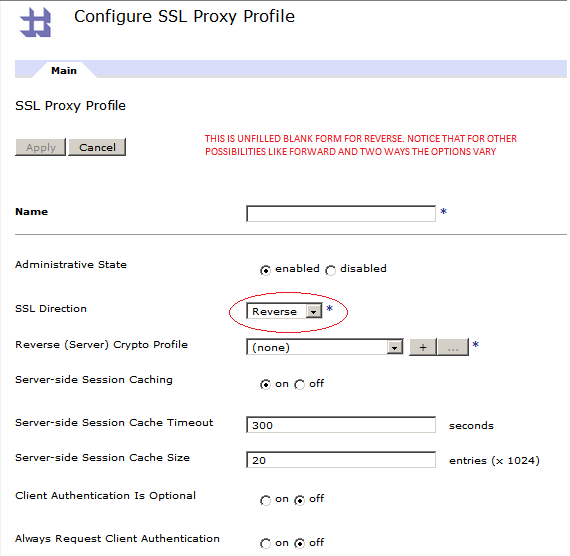 Configure SSL Proxy Profile
Main
SSL Proxy Profile
Apply Cancel
THIS IS UNFILLED BLANK FORM FOR REVERSE. NOTICE THAT FOR OTHER
POSSIBILITIES LIKE FORWARD AND TWO WAYS THE OPTIONS VARY
Name *
Administrative State enabled disabled
SSL Direction Reverse *
Reverse (Server) Crypto Profile (none) + ... *
Server-side Session Caching on off
Server-side Session Cache Timeout 300 seconds
Server-side Session Cache Size 20 entries (x 1024)
Client Authentication Is Optional on off
Always Request Client Authentication on off